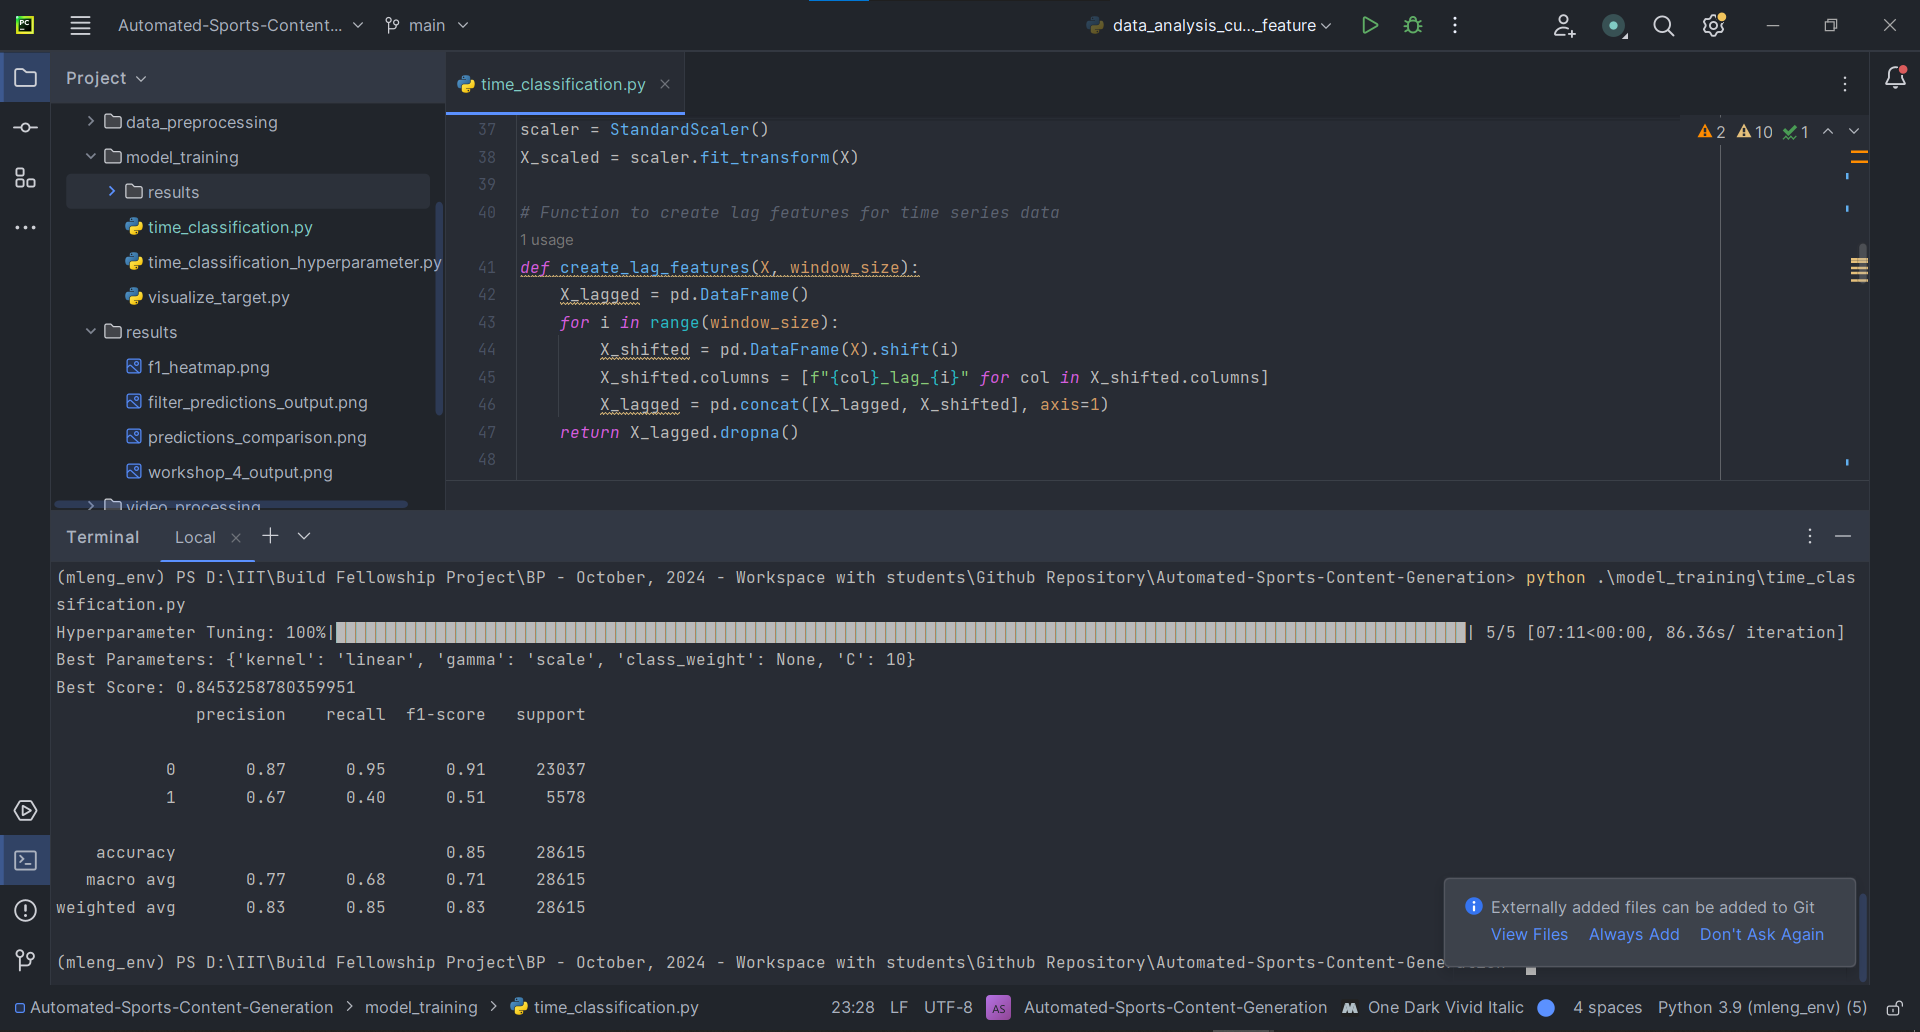 PC Automated-Sports-Content... main data_analysis_cu..._feature
Project
data_preprocessing
model_training
results
time_classification.py
time_classification_hyperparameter.py
visualize_target.py
results
f1_heatmap.png
filter_predictions_output.png
predictions_comparison.png
workshop_4_output.png
video_processing
time_classification.py
2 10 1
37 scaler = StandardScaler()
38 X_scaled = scaler.fit_transform(X)
39
40 # Function to create lag features for time series data
1 usage
41 def create_lag_features(X, window_size):
42 X_lagged = pd.DataFrame()
43 for i in range(window_size):
44 X_shifted = pd.DataFrame(X).shift(i)
45 X_shifted.columns = [f"{col}_lag_{i}" for col in X_shifted.columns]
46 X_lagged = pd.concat([X_lagged, X_shifted], axis=1)
47 return X_lagged.dropna()
48
Terminal Local
(mleng_env) PS D:\IIT\Build Fellowship Project\BP - October, 2024 - Workspace with students\Github Repository\Automated-Sports-Content-Generation> python .\model_training\time_clas
sification.py
Hyperparameter Tuning: 100%| | 5/5 [07:11<00:00, 86.36s/ iteration]
Best Parameters: {'kernel': 'linear', 'gamma': 'scale', 'class_weight': None, 'C': 10}
Best Score: 0.8453258780359951
precision recall f1-score support
0 0.87 0.95 0.91 23037
1 0.67 0.40 0.51 5578
accuracy 0.85 28615
macro avg 0.77 0.68 0.71 28615
weighted avg 0.83 0.85 0.83 28615
(mleng_env) PS D:\IIT\Build Fellowship Project\BP - October, 2024 - Workspace with students\Github Repository\Automated-Sports-Content-Generation>
Externally added files can be added to Git
View Files Always Add Don't Ask Again
Automated-Sports-Content-Generation > model_training > time_classification.py 23:28 LF UTF-8 AS Automated-Sports-Content-Generation One Dark Vivid Italic 4 spaces Python 3.9 (mleng_env) (5)